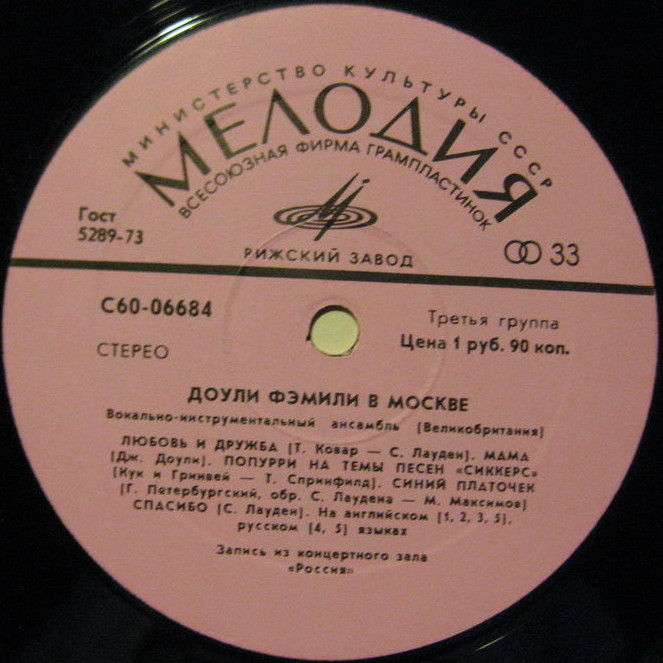 МИНИСТЕРСТВО КУЛЬТУРЫ СССР
МЕЛОДИЯ
ВСЕСОЮЗНАЯ ФИРМА ГРАМПЛАСТИНОК
Гост
5289-73
РИЖСКИЙ ЗАВОД
33
С60-06684
Третья группа
Цена 1 руб. 90 коп.
СТЕРЕО
ДОУЛИ ФЭМИЛИ В МОСКВЕ
Вокально-инструментальный ансамбль (Великобритания)
ЛЮБОВЬ И ДРУЖБА (Т. Ковар — С. Лауден). МАМА
(Дж. Доули). ПОПУРРИ НА ТЕМЫ ПЕСЕН «СИККЕРС»
(Кук и Гринвей — Т. Спринфилд). СИНИЙ ПЛАТОЧЕК
(Г. Петербургский, обр. С. Лаудена — М. Максимов)
СПАСИБО (С. Лауден). На английском (1, 2, 3, 5),
русском (4, 5) языках
Запись из концертного зала
«Россия»